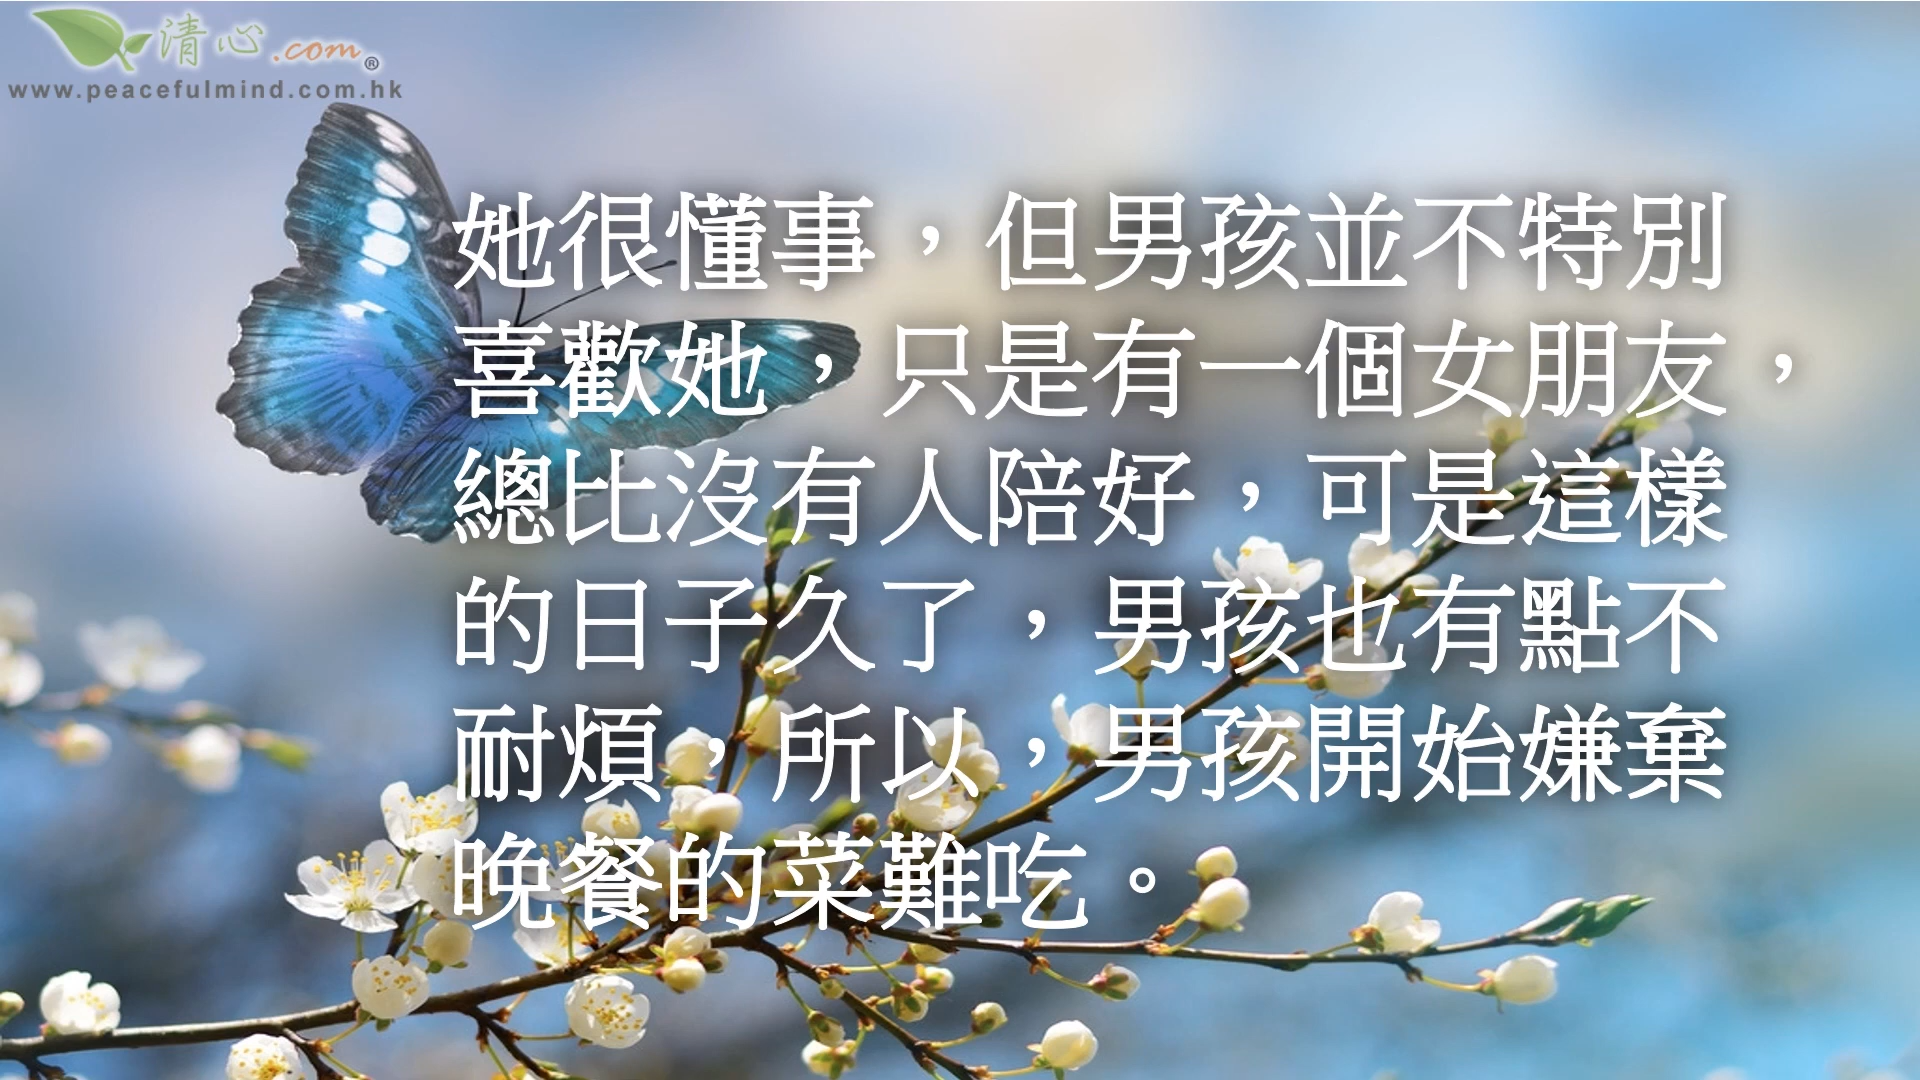 清心.com®
www.peacefulmind.com.hk
她很懂事，但男孩並不特別
喜歡她，只是有一個女朋友，
總比沒有人陪好，可是這樣
的日子久了，男孩也有點不
耐煩，所以，男孩開始嫌棄
晚餐的菜難吃。